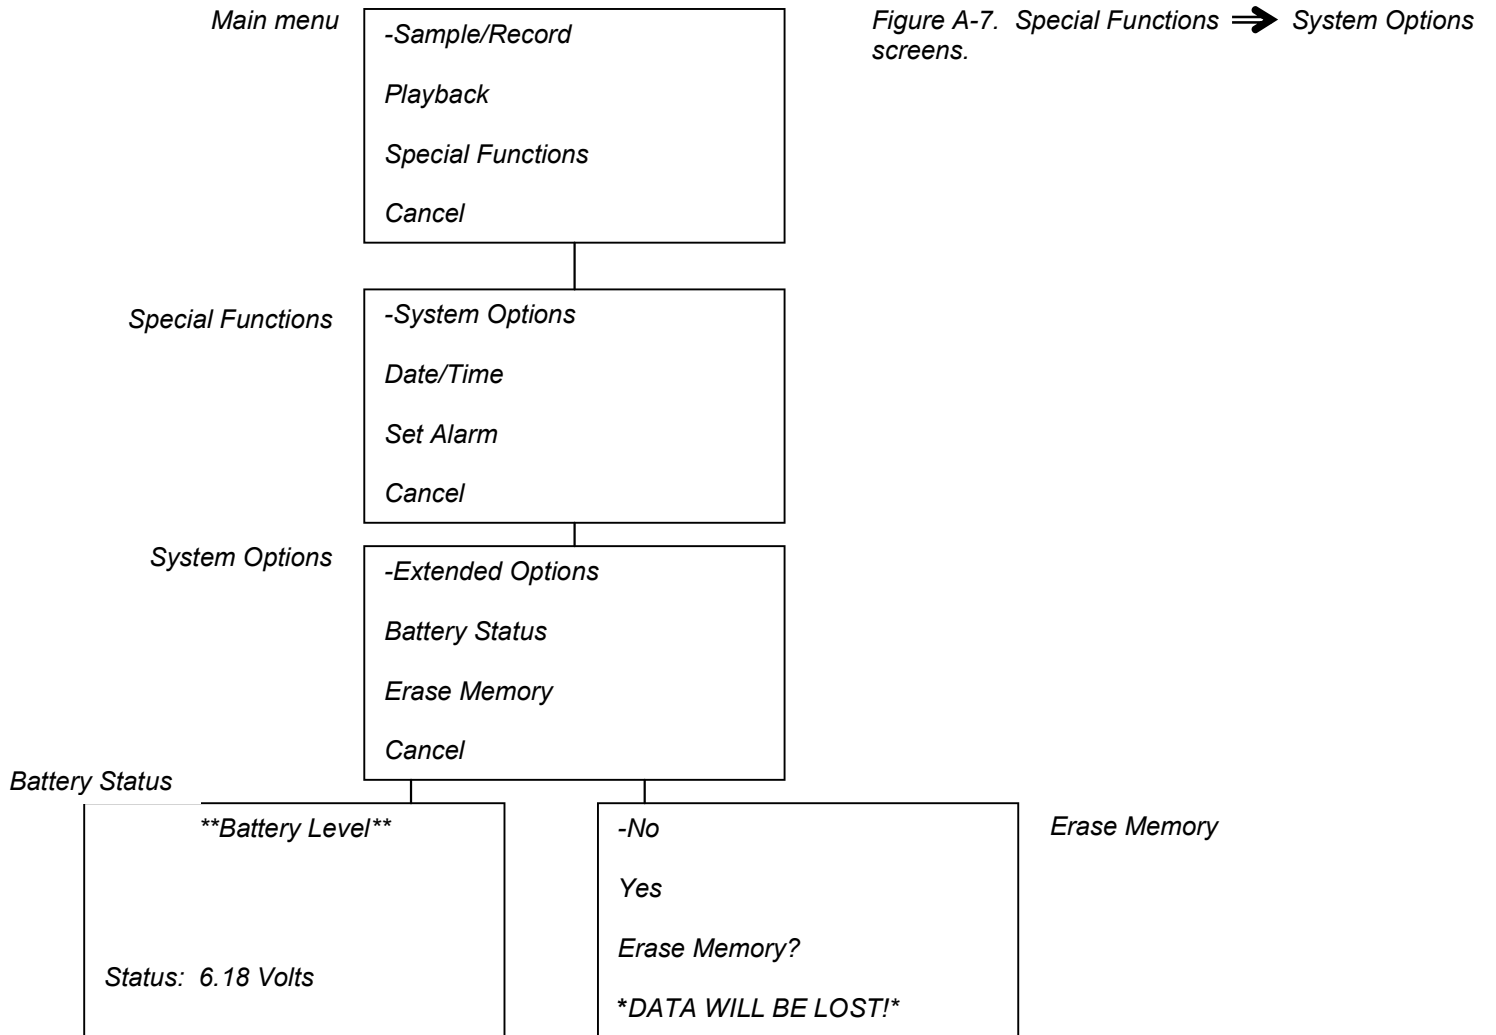 Main menu
-Sample/Record
Playback
Special Functions
Cancel
Figure A-7. Special Functions ⇒ System Options
screens.
Special Functions
-System Options
Date/Time
Set Alarm
Cancel
System Options
-Extended Options
Battery Status
Erase Memory
Cancel
Battery Status
**Battery Level**
Status: 6.18 Volts
-No
Yes
Erase Memory?
*DATA WILL BE LOST!*
Erase Memory